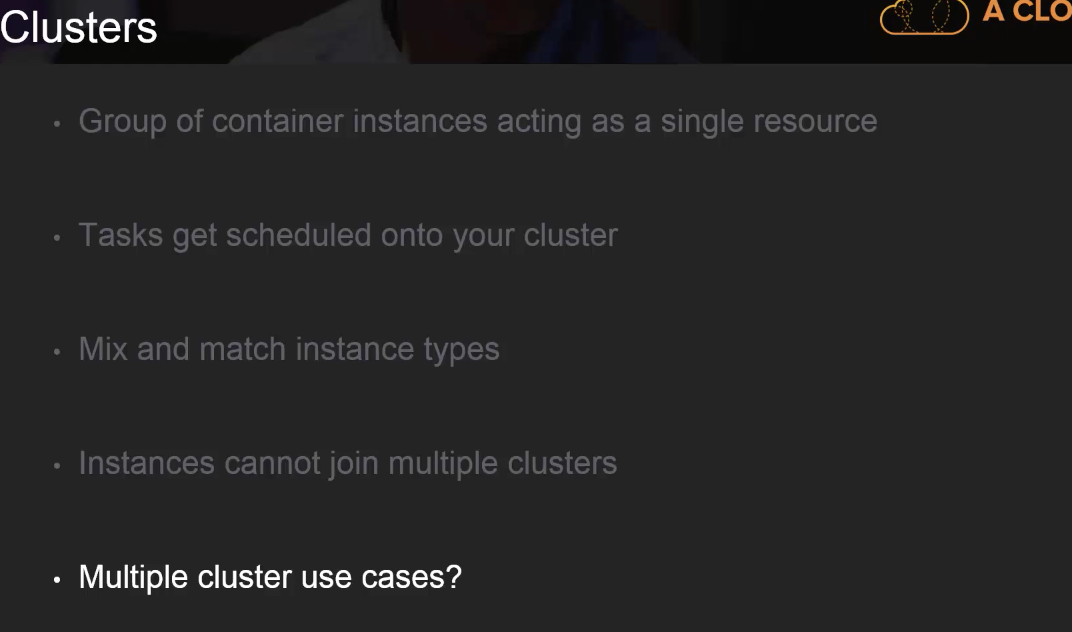 Clusters
A CLO
• Group of container instances acting as a single resource
• Tasks get scheduled onto your cluster
• Mix and match instance types
• Instances cannot join multiple clusters
• Multiple cluster use cases?